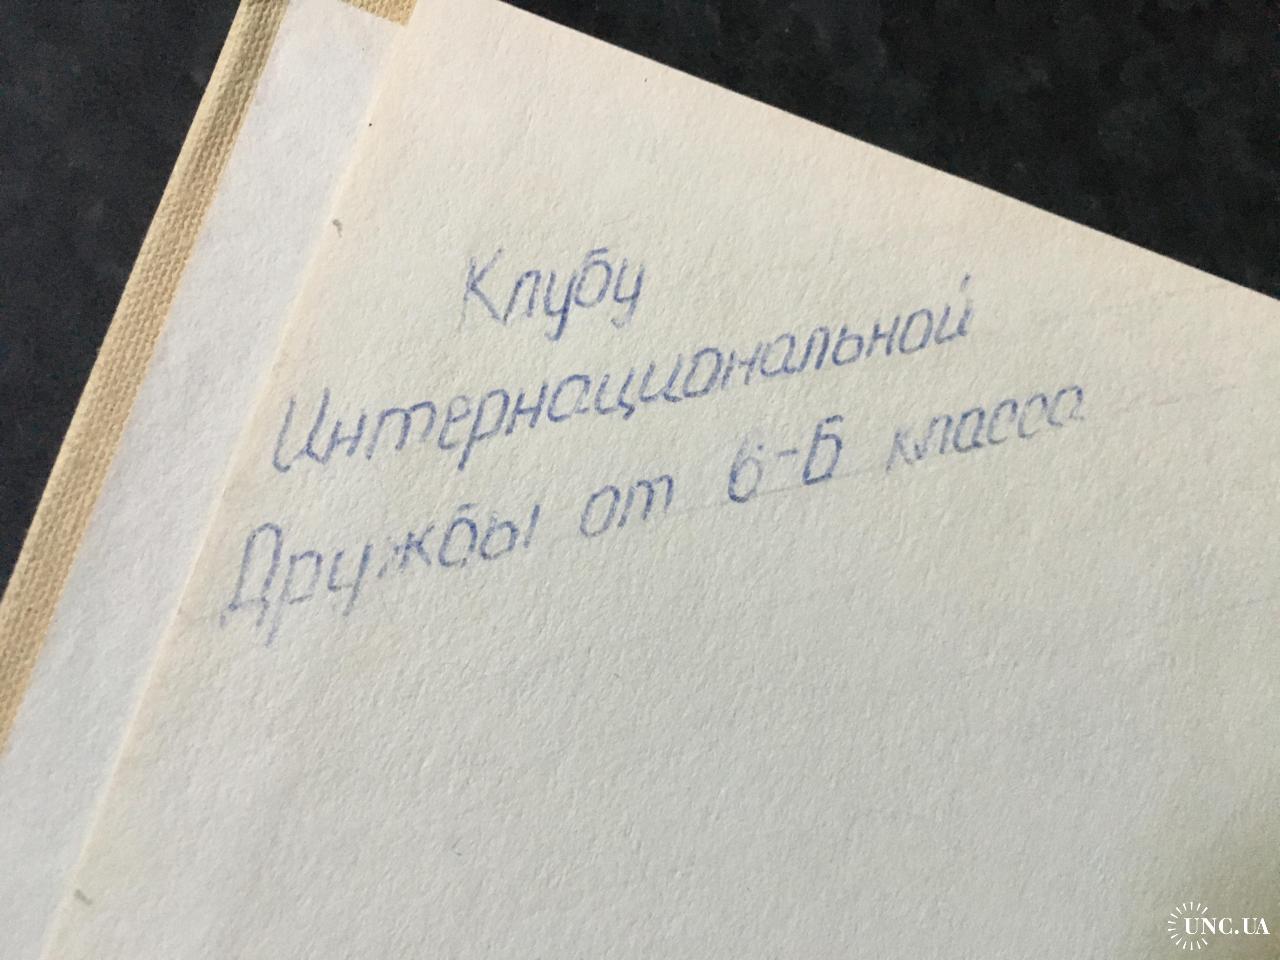 Клубу
Интернациональной
Дружбы от 6-Б класса
UNC.UA